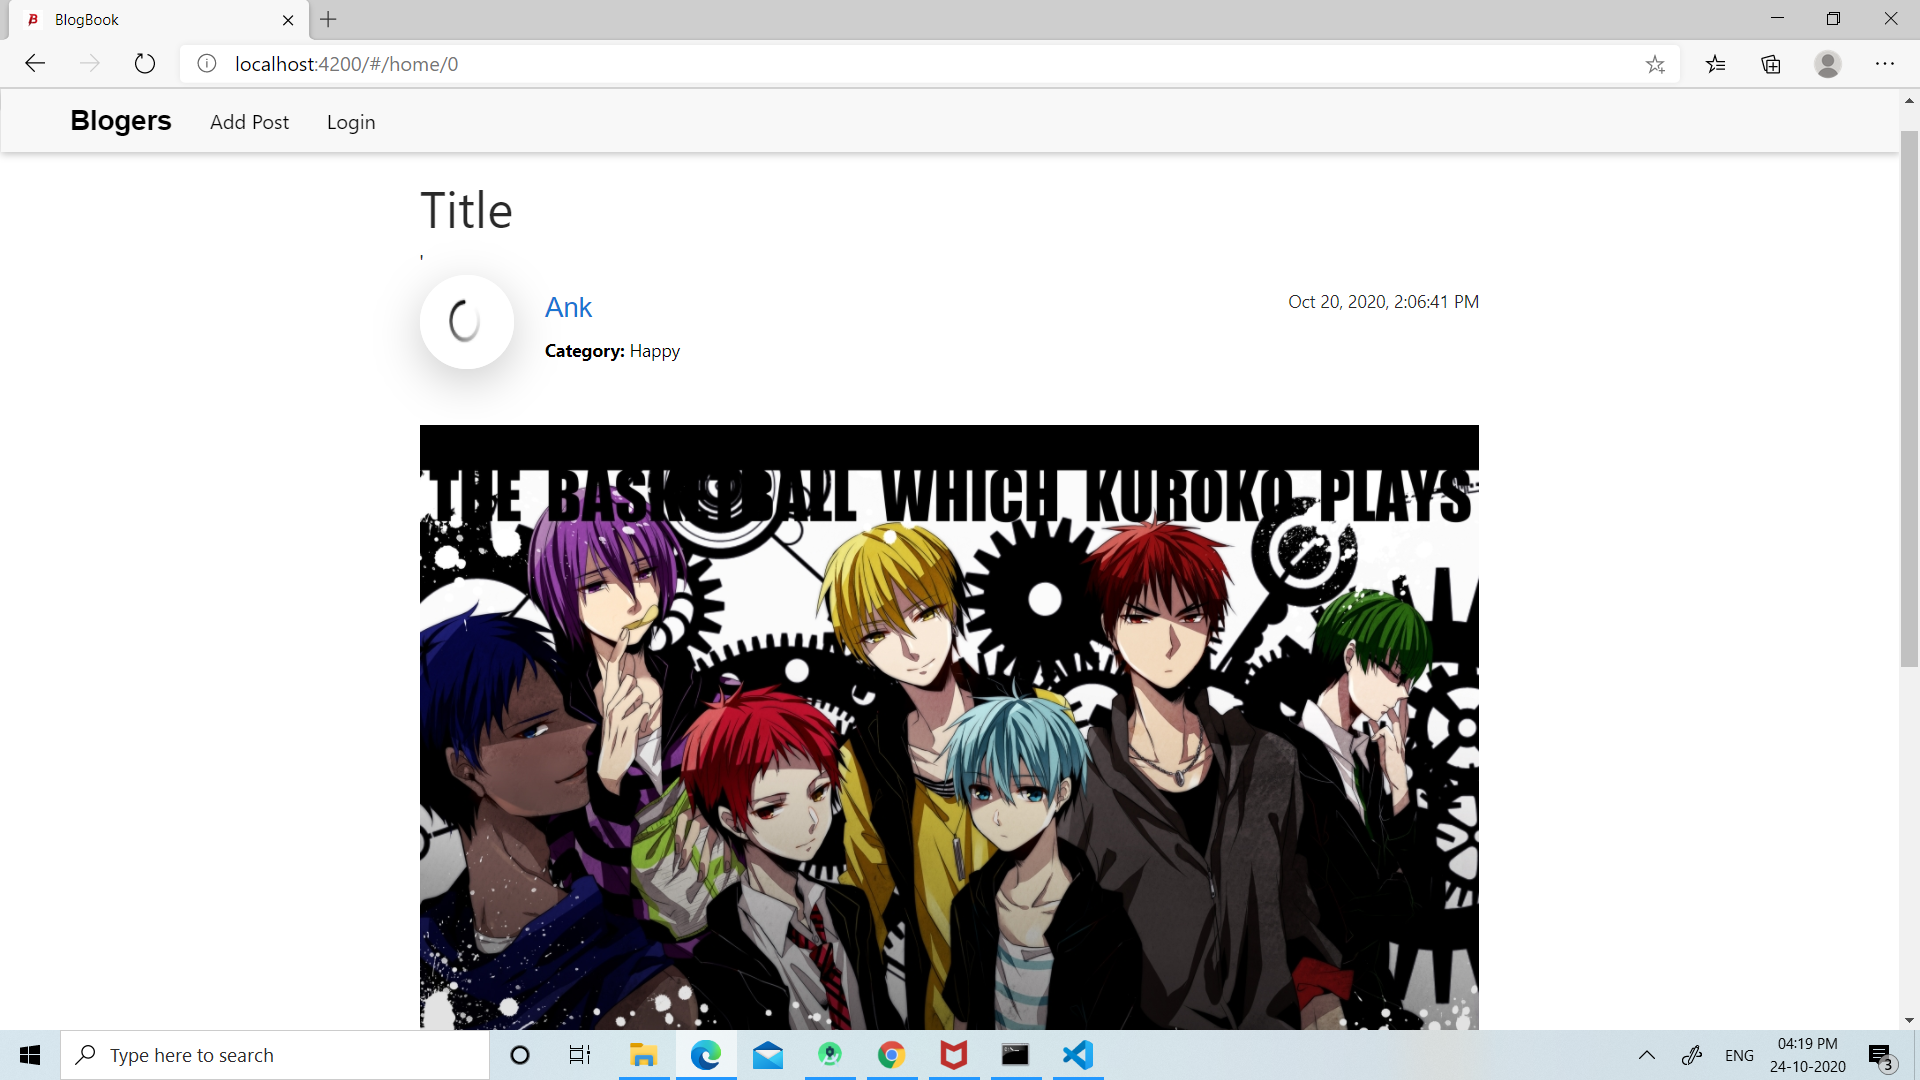 BlogBook
localhost:4200/#/home/0
Blogers Add Post Login
Title
'
Ank
Oct 20, 2020, 2:06:41 PM
Category: Happy
THE BASKETBALL WHICH KUROKO PLAYS
Type here to search
ENG
04:19 PM
24-10-2020
3